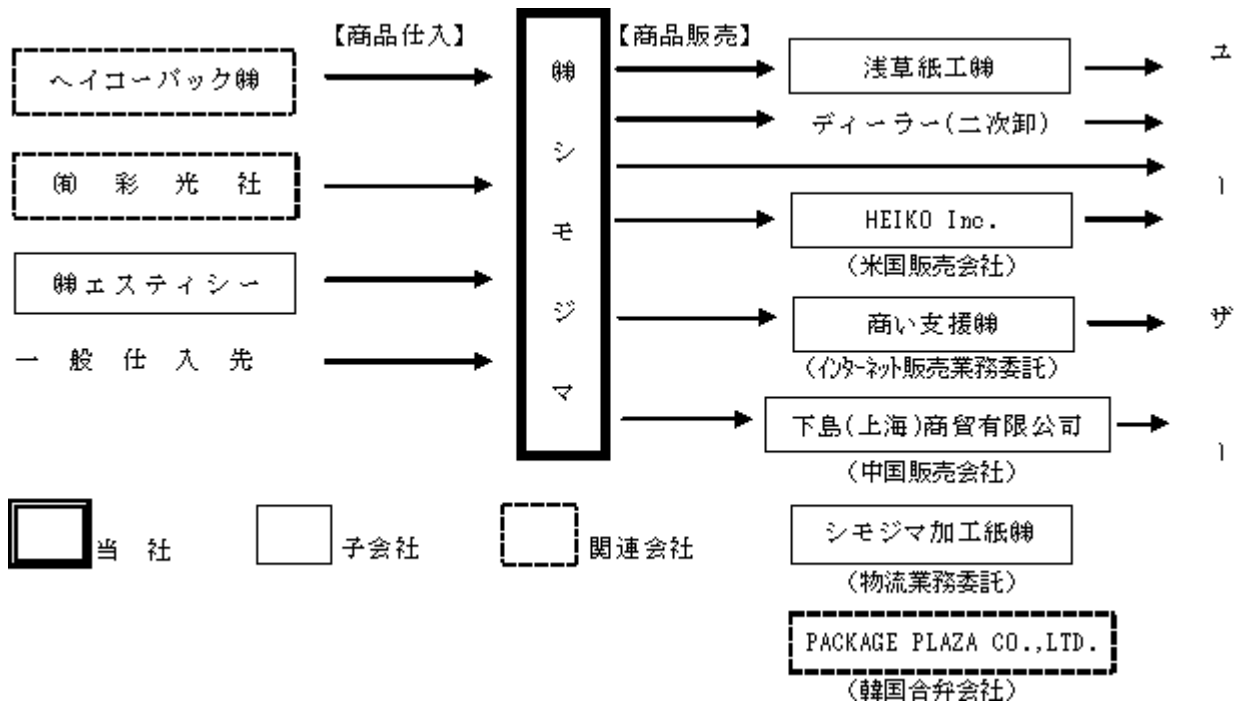 【商品仕入】
【商品販売】
ヘイコーパック㈱
㈲彩光社
㈱エスティシー
一般仕入先
㈱シモジマ
浅草紙工㈱
ディーラー(二次卸)
HEIKO Inc.
(米国販売会社)
商い支援㈱
(インターネット販売業務委託)
下島(上海)商貿有限公司
(中国販売会社)
シモジマ加工紙㈱
(物流業務委託)
PACKAGE PLAZA CO.,LTD.
(韓国合弁会社)
ユーザー
当社
子会社
関連会社